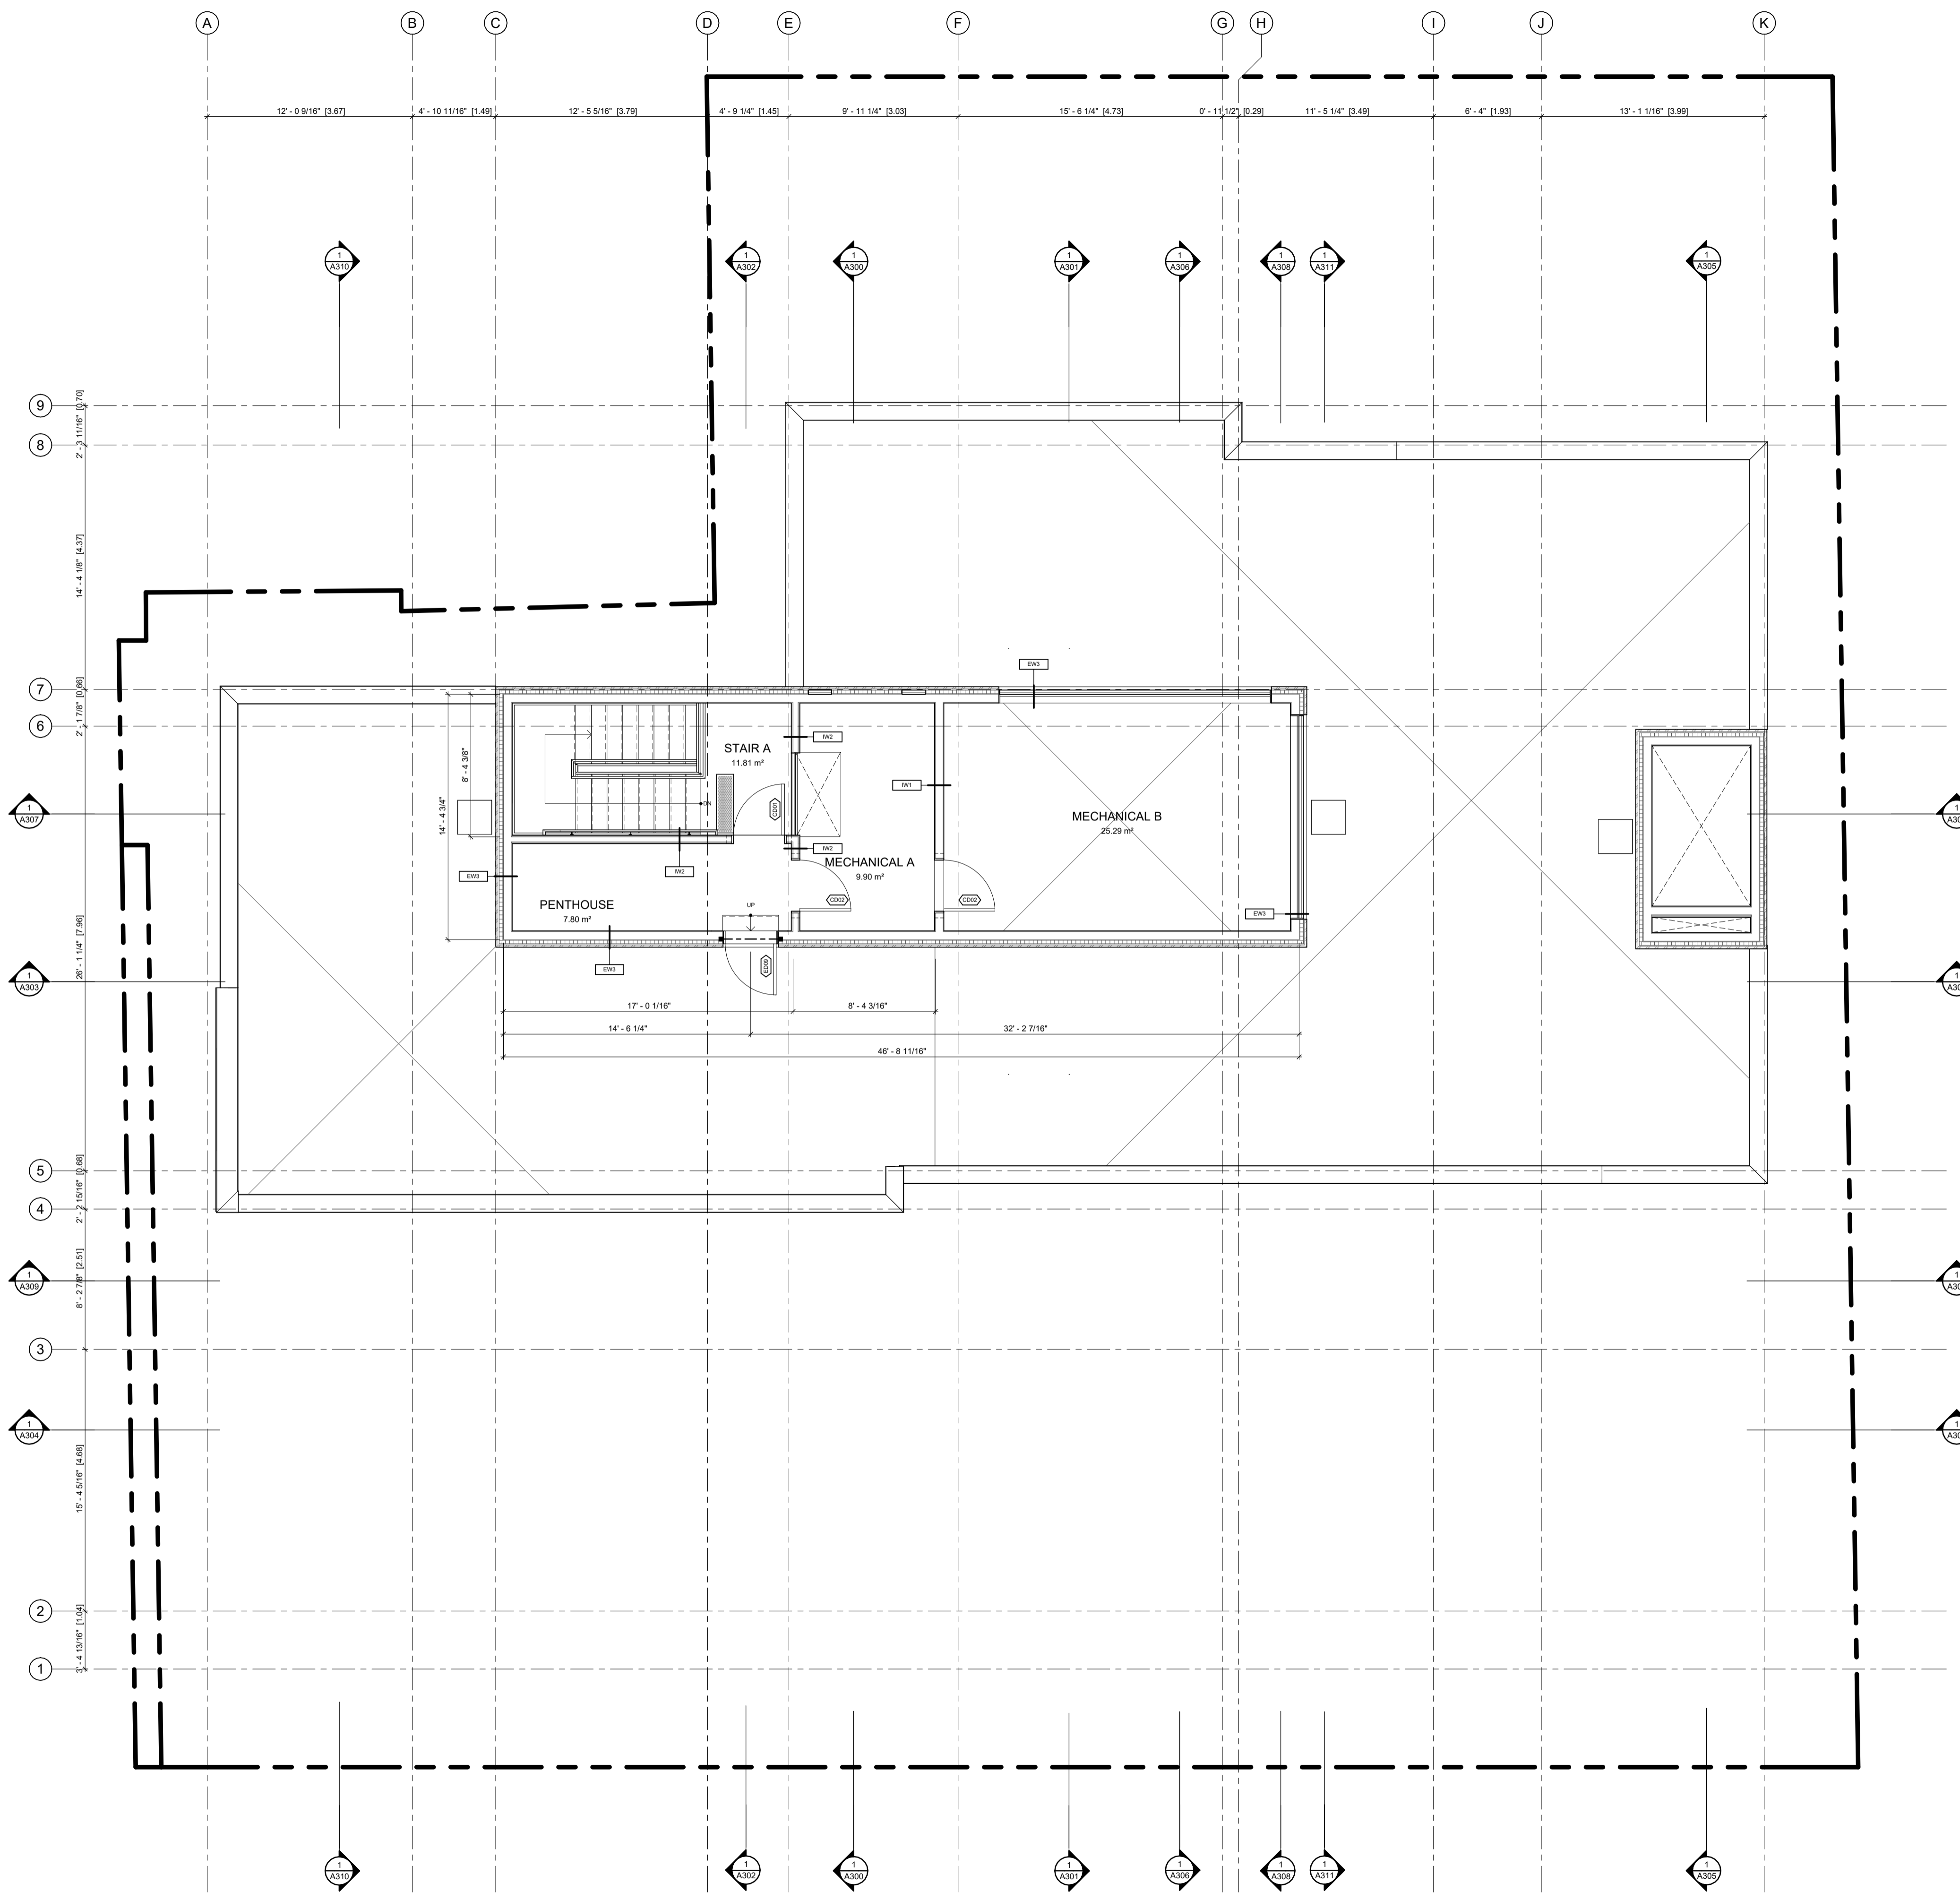 A B C D E F G H I J K
12' - 0 9/16" [3.67] 4' - 10 11/16" [1.49] 12' - 5 5/16" [3.79] 4' - 9 1/4" [1.45] 9' - 11 1/4" [3.03] 15' - 6 1/4" [4.73] 0' - 11 1/2" [0.29] 11' - 5 1/4" [3.49] 6' - 4" [1.93] 13' - 1 1/16" [3.99]
1 1 1 1 1 1 1 1
A310 A302 A300 A301 A306 A308 A311 A305
9
2' - 3 11/16" [0.70]
8
14' - 4 1/8" [4.37]
7
2' - 1 7/8" [0.66]
6
EW3
IW2
STAIR A
11.81 m²
8' - 4 3/8"
14' - 4 3/4"
IW1
DN
CD01
1
A307
1
MECHANICAL B
25.29 m²
IW2
MECHANICAL A
9.90 m²
IW2
EW3
CD02
CD02
PENTHOUSE
7.80 m²
UP
EW3
EW3
ED09
26' - 1 1/4" [7.96]
1
A303
1
17' - 0 1/16" 8' - 4 3/16"
14' - 6 1/4" 32' - 2 7/16"
46' - 8 11/16"
5
2' - 2 15/16" [0.68]
4
8' - 2 7/8" [2.51]
1
A309
1
3
1
A304
1
15' - 4 5/16" [4.68]
2
3' - 4 13/16" [1.04]
1
1 1 1 1 1 1 1 1
A310 A302 A300 A301 A306 A308 A311 A305